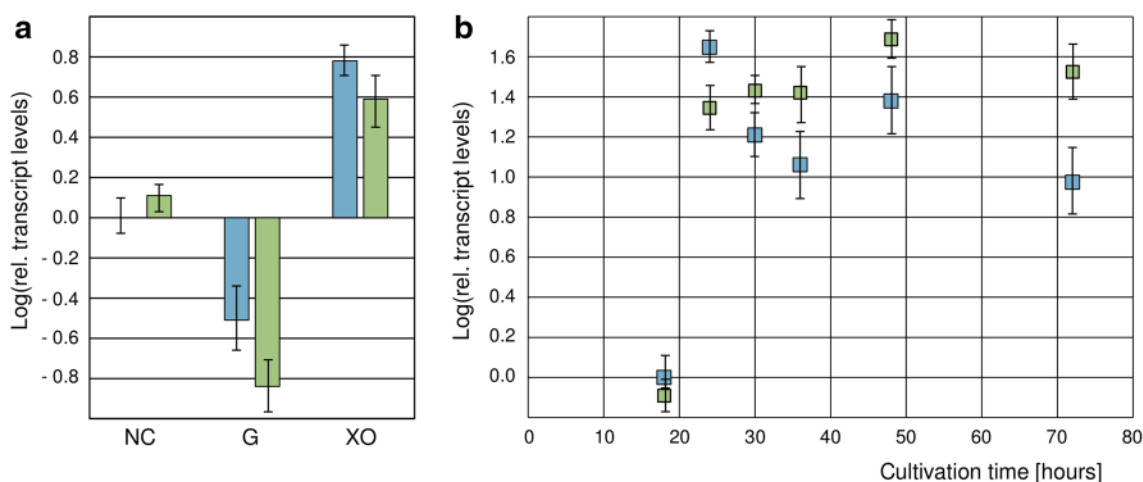 a
Log(rel. transcript levels)
0.8
0.6
0.4
0.2
0.0
- 0.2
- 0.4
- 0.6
- 0.8
NC G XO
b
Log(rel. transcript levels)
1.6
1.4
1.2
1.0
0.8
0.6
0.4
0.2
0.0
0 10 20 30 40 50 60 70 80
Cultivation time [hours]